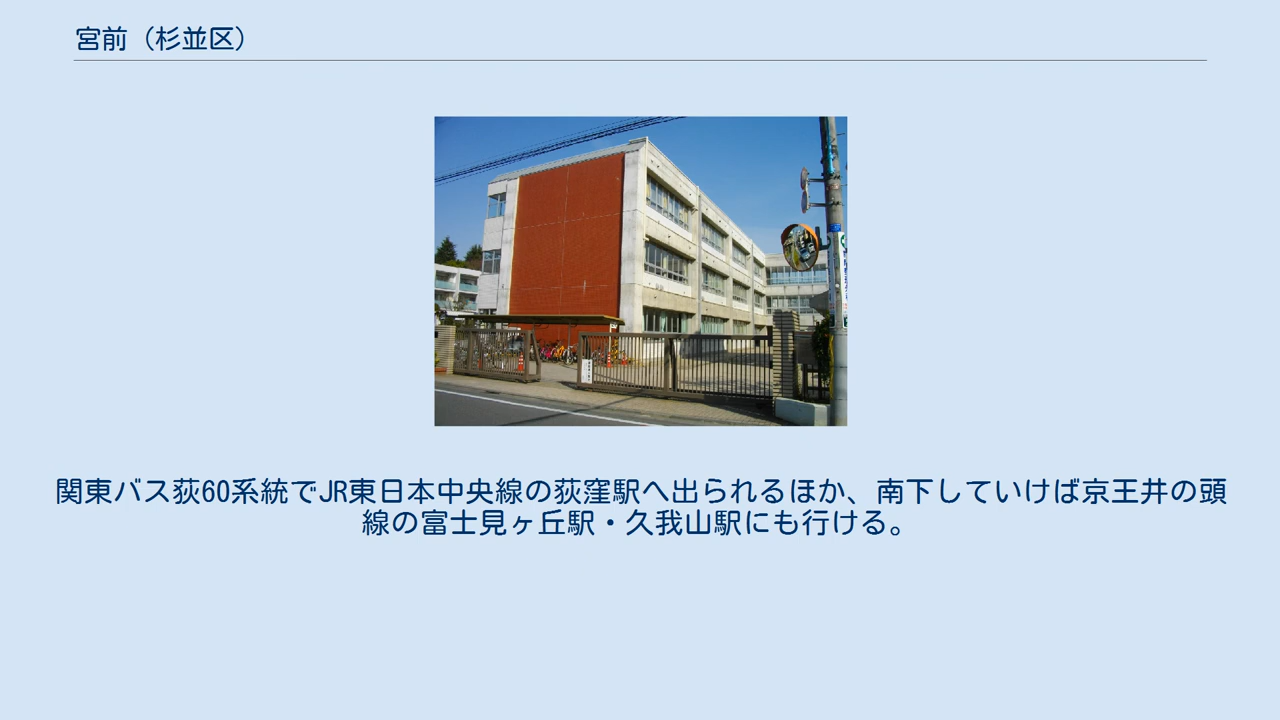 宮前（杉並区）
関東バス荻60系統でJR東日本中央線の荻窪駅へ出られるほか、南下していけば京王井の頭
線の富士見ヶ丘駅・久我山駅にも行ける。